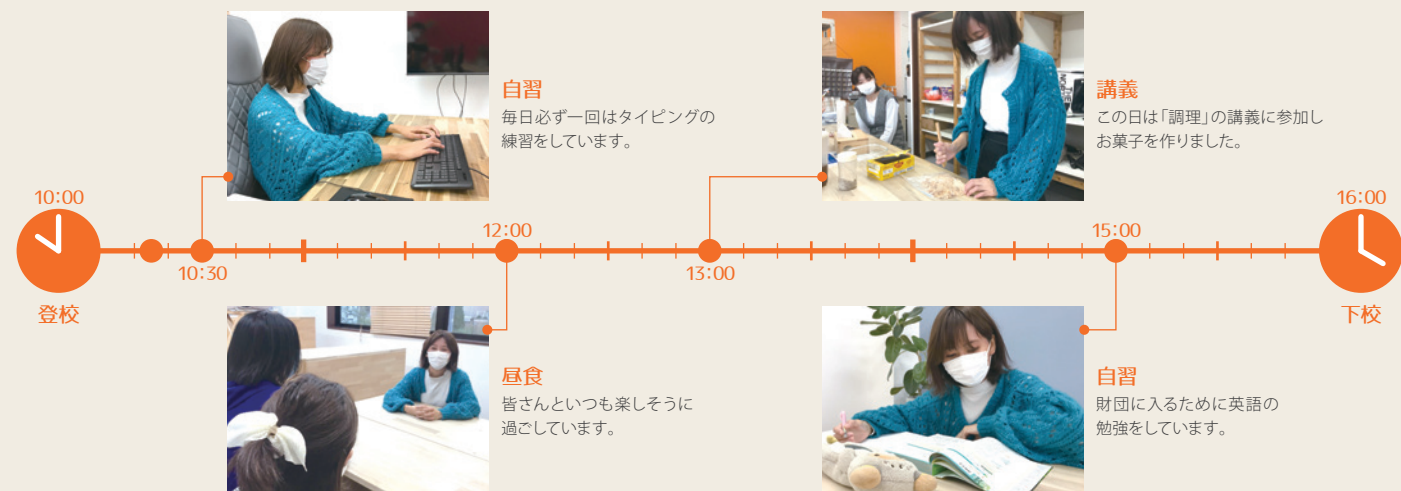 10:00
登校
10:30
自習
毎日必ず一回はタイピングの
練習をしています。
12:00
昼食
皆さんといつも楽しそうに
過ごしています。
13:00
講義
この日は「調理」の講義に参加し
お菓子を作りました。
15:00
自習
財団に入るために英語の
勉強をしています。
16:00
下校